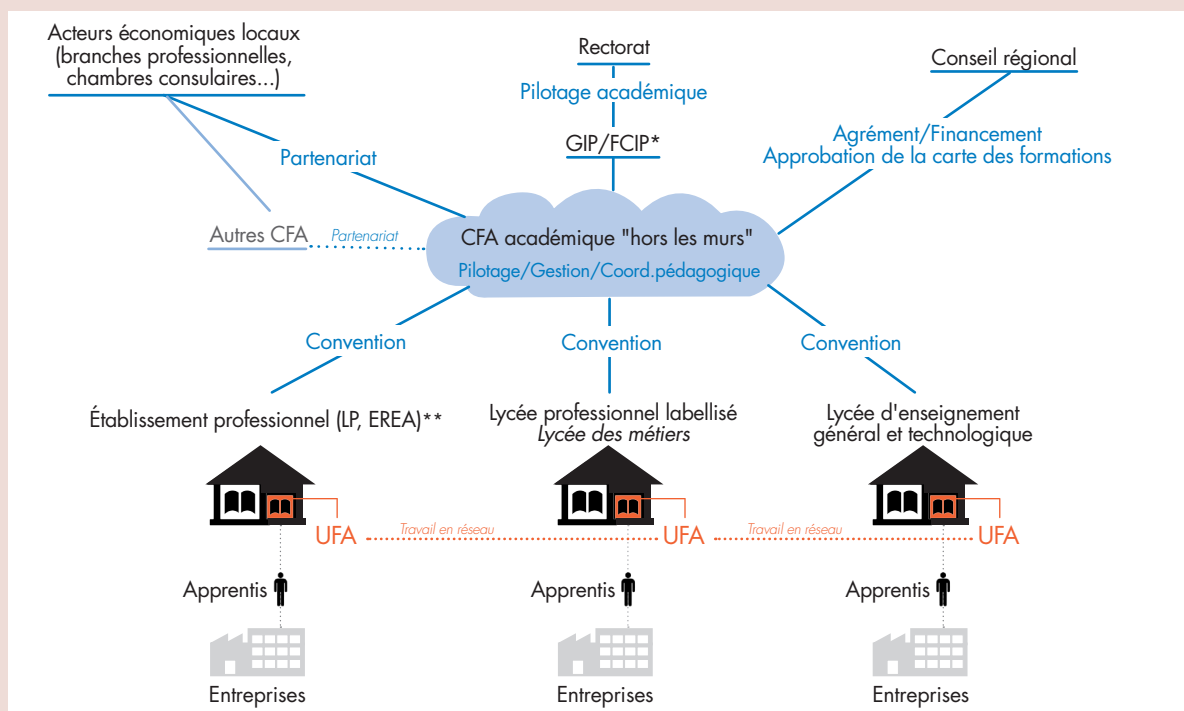 Acteurs économiques locaux
(branches professionnelles,
chambres consulaires...)
Rectorat
Conseil régional
Pilotage académique
Agrément/Financement
Approbation de la carte des formations
GIP/FCIP*
Partenariat
Autres CFA
Partenariat
CFA académique "hors les murs"
Pilotage/Gestion/Coord.pédagogique
Convention
Convention
Convention
Établissement professionnel (LP, EREA)**
Lycée professionnel labellisé
Lycée des métiers
Lycée d'enseignement
général et technologique
UFA
Travail en réseau
UFA
Travail en réseau
UFA
Apprentis
Apprentis
Apprentis
Entreprises
Entreprises
Entreprises